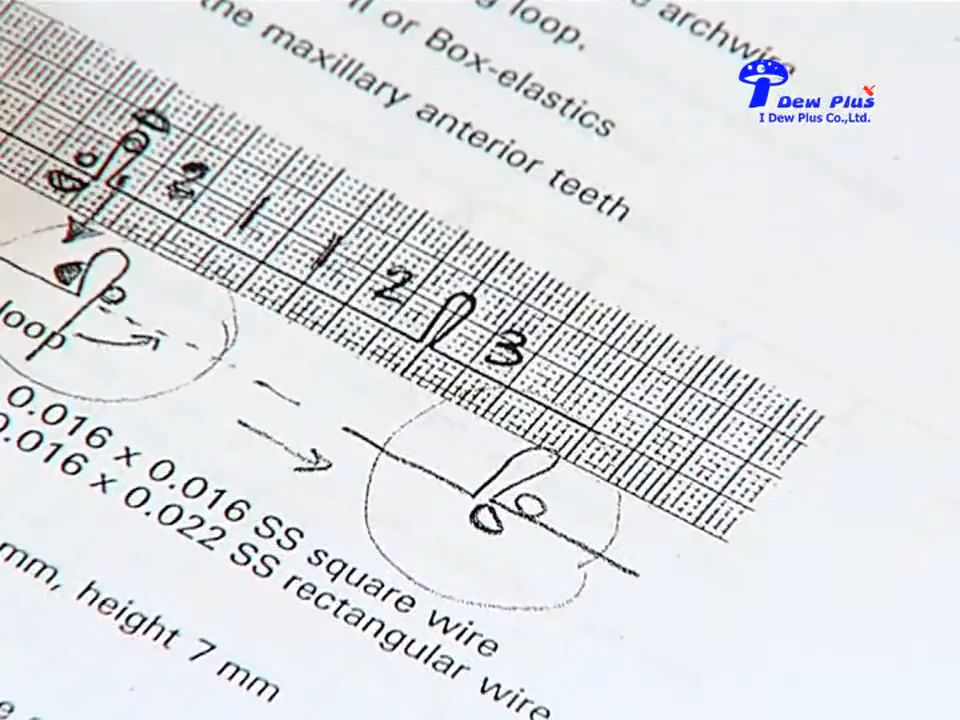 archwire
g loop.
or Box-elastics
the maxillary anterior teeth
Dew Plus
I Dew Plus Co.,Ltd.
2 1 1 2 3
loop
0.016 x 0.016 SS square wire
0.016 x 0.022 SS rectangular wire
mm, height 7 mm